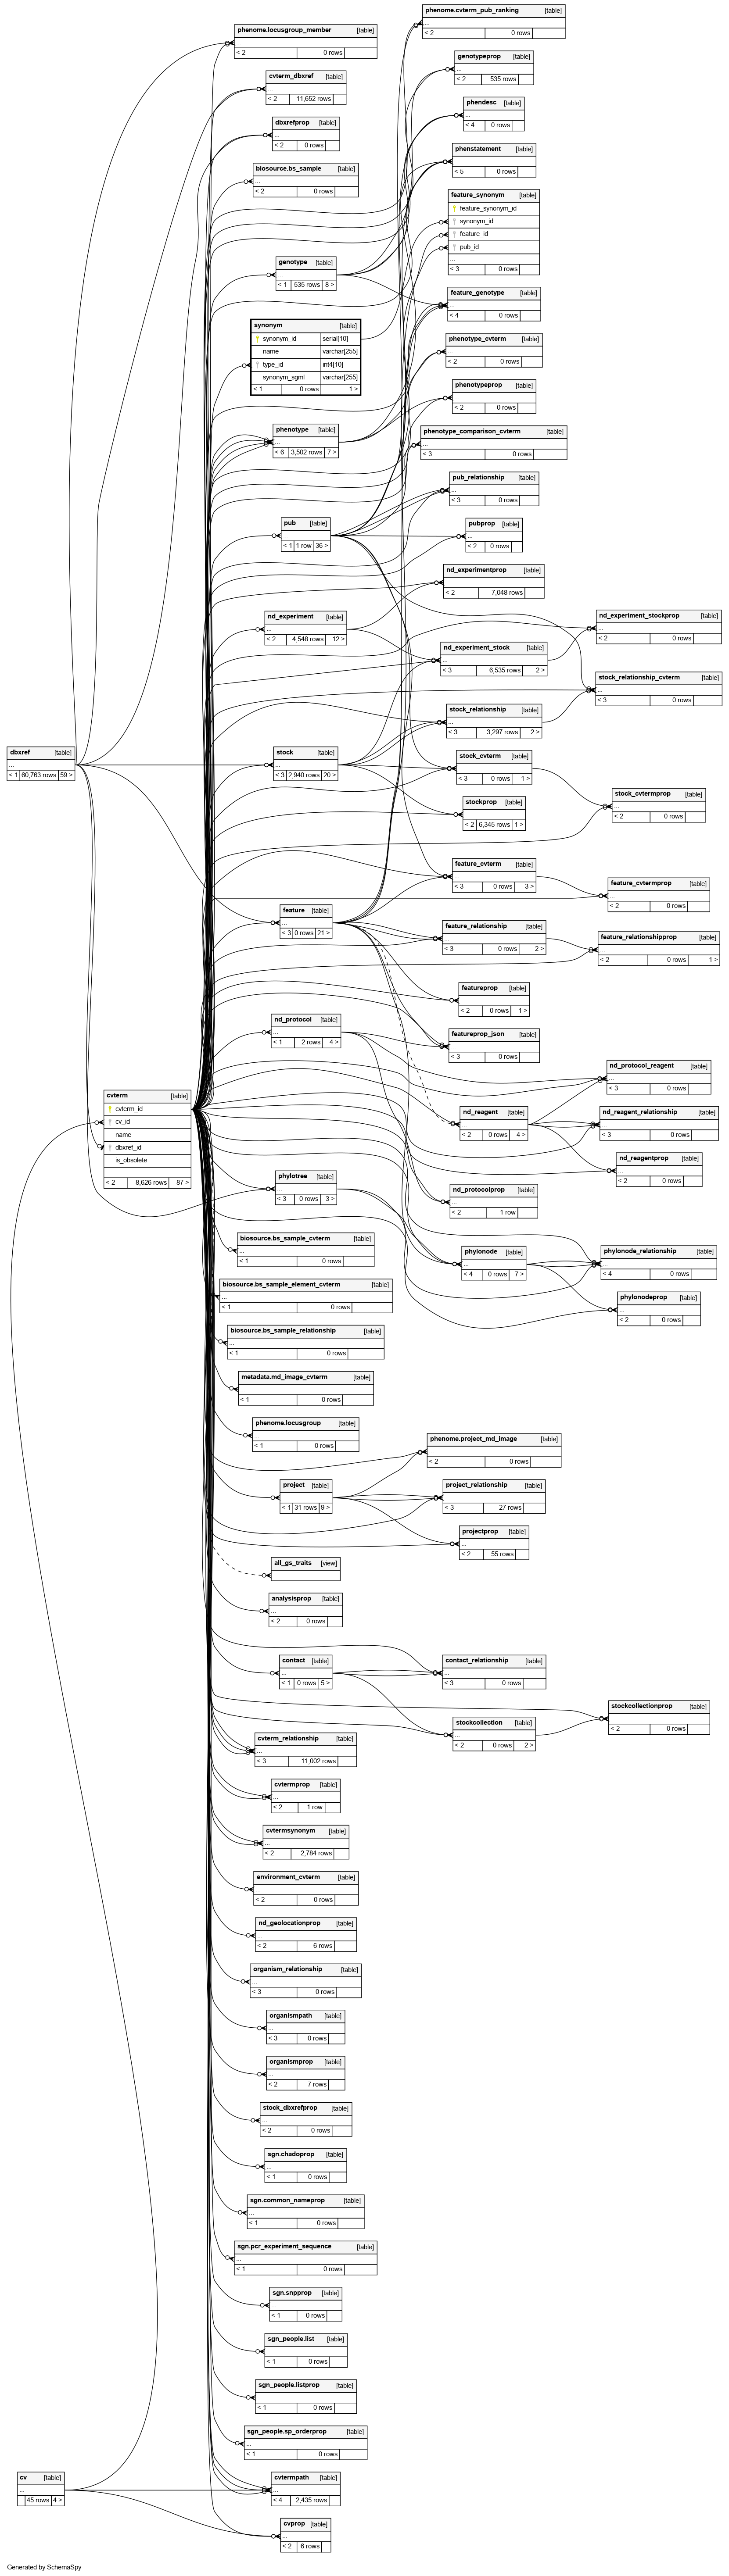 phenome.locusgroup_member [table]
...
< 2 0 rows
phenome.cvterm_pub_ranking [table]
...
< 2 0 rows
cvterm_dbxref [table]
...
< 2 11,652 rows
genotypeprop [table]
...
< 2 535 rows
dbxrefprop [table]
...
< 2 0 rows
phendesc [table]
...
< 4 0 rows
biosource.bs_sample [table]
...
< 2 0 rows
phenstatement [table]
...
< 5 0 rows
feature_synonym [table]
feature_synonym_id
synonym_id
feature_id
pub_id
...
< 3 0 rows
genotype [table]
...
< 1 535 rows 8 >
feature_genotype [table]
...
< 4 0 rows
synonym [table]
synonym_id serial[10]
name varchar[255]
type_id int4[10]
synonym_sgml varchar[255]
< 1 0 rows 1 >
phenotype_cvterm [table]
...
< 2 0 rows
phenotypeprop [table]
...
< 2 0 rows
phenotype [table]
...
< 6 3,502 rows 7 >
phenotype_comparison_cvterm [table]
...
< 3 0 rows
pub_relationship [table]
...
< 3 0 rows
pub [table]
...
< 1 1 row 36 >
pubprop [table]
...
< 2 0 rows
nd_experimentprop [table]
...
< 2 7,048 rows
nd_experiment [table]
...
< 2 4,548 rows 12 >
nd_experiment_stockprop [table]
...
< 2 0 rows
nd_experiment_stock [table]
...
< 3 6,535 rows 2 >
stock_relationship_cvterm [table]
...
< 3 0 rows
stock_relationship [table]
...
< 3 3,297 rows 2 >
dbxref [table]
...
< 1 60,763 rows 59 >
stock [table]
...
< 3 2,940 rows 20 >
stock_cvterm [table]
...
< 3 0 rows 1 >
stock_cvtermprop [table]
...
< 2 0 rows
stockprop [table]
...
< 2 6,345 rows 1 >
feature_cvterm [table]
...
< 3 0 rows 3 >
feature_cvtermprop [table]
...
< 2 0 rows
feature [table]
...
< 3 0 rows 21 >
feature_relationship [table]
...
< 3 0 rows 2 >
feature_relationshipprop [table]
...
< 2 0 rows 1 >
featureprop [table]
...
< 2 0 rows 1 >
nd_protocol [table]
...
< 1 2 rows 4 >
featureprop_json [table]
...
< 3 0 rows
nd_protocol_reagent [table]
...
< 3 0 rows
cvterm [table]
cvterm_id
cv_id
name
dbxref_id
is_obsolete
...
< 2 8,626 rows 87 >
nd_reagent [table]
...
< 2 0 rows 4 >
nd_reagent_relationship [table]
...
< 3 0 rows
nd_reagentprop [table]
...
< 2 0 rows
phylotree [table]
...
< 3 0 rows 3 >
nd_protocolprop [table]
...
< 2 1 row
biosource.bs_sample_cvterm [table]
...
< 1 0 rows
phylonode [table]
...
< 4 0 rows 7 >
phylonode_relationship [table]
...
< 4 0 rows
biosource.bs_sample_element_cvterm [table]
...
< 1 0 rows
phylonodeprop [table]
...
< 2 0 rows
biosource.bs_sample_relationship [table]
...
< 1 0 rows
metadata.md_image_cvterm [table]
...
< 1 0 rows
phenome.locusgroup [table]
...
< 1 0 rows
phenome.project_md_image [table]
...
< 2 0 rows
project [table]
...
< 1 31 rows 9 >
project_relationship [table]
...
< 3 27 rows
projectprop [table]
...
< 2 55 rows
all_gs_traits [view]
...
analysisprop [table]
...
< 2 0 rows
contact [table]
...
< 1 0 rows 5 >
contact_relationship [table]
...
< 3 0 rows
stockcollectionprop [table]
...
< 2 0 rows
stockcollection [table]
...
< 2 0 rows 2 >
cvterm_relationship [table]
...
< 3 11,002 rows
cvtermprop [table]
...
< 2 1 row
cvtermsynonym [table]
...
< 2 2,784 rows
environment_cvterm [table]
...
< 2 0 rows
nd_geolocationprop [table]
...
< 2 6 rows
organism_relationship [table]
...
< 3 0 rows
organismpath [table]
...
< 3 0 rows
organismprop [table]
...
< 2 7 rows
stock_dbxrefprop [table]
...
< 2 0 rows
sgn.chadoprop [table]
...
< 1 0 rows
sgn.common_nameprop [table]
...
< 1 0 rows
sgn.pcr_experiment_sequence [table]
...
< 1 0 rows
sgn.snpprop [table]
...
< 1 0 rows
sgn_people.list [table]
...
< 1 0 rows
sgn_people.listprop [table]
...
< 1 0 rows
sgn_people.sp_orderprop [table]
...
< 1 0 rows
cv [table]
...
45 rows 4 >
cvtermpath [table]
...
< 4 2,435 rows
cvprop [table]
...
< 2 6 rows
Generated by SchemaSpy